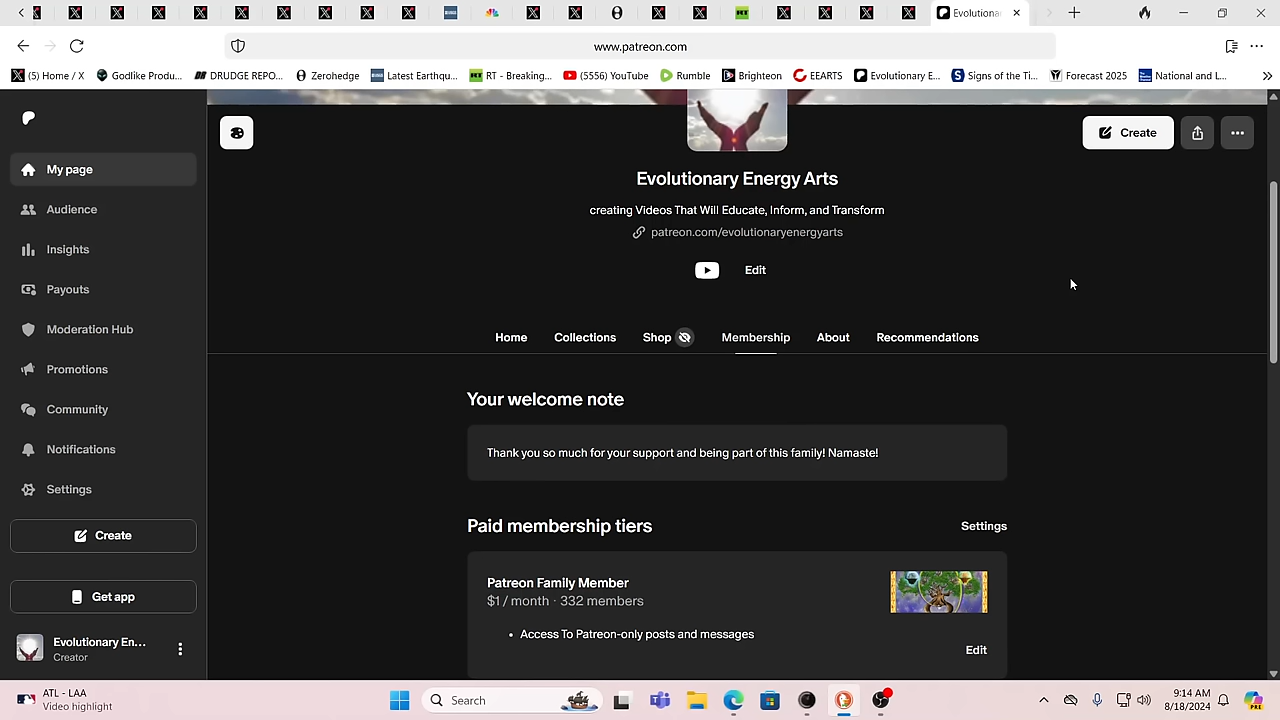 Evolutionar
www.patreon.com
(5) Home / X
Godlike Produ...
DRUDGE REPO...
Zerohedge
Latest Earthqu...
RT - Breaking...
(5556) YouTube
Rumble
Brighteon
EEARTS
Evolutionary E...
Signs of the Ti...
Forecast 2025
National and L...
My page
Audience
Insights
Payouts
Moderation Hub
Promotions
Community
Notifications
Settings
Create
Get app
Evolutionary En...
Creator
Create
Evolutionary Energy Arts
creating Videos That Will Educate, Inform, and Transform
patreon.com/evolutionaryenergyarts
Edit
Home Collections Shop Membership About Recommendations
Your welcome note
Thank you so much for your support and being part of this family! Namaste!
Paid membership tiers
Settings
Patreon Family Member
$1 / month · 332 members
• Access To Patreon-only posts and messages
Edit
ATL - LAA
Video highlight
Search
9:14 AM
8/18/2024